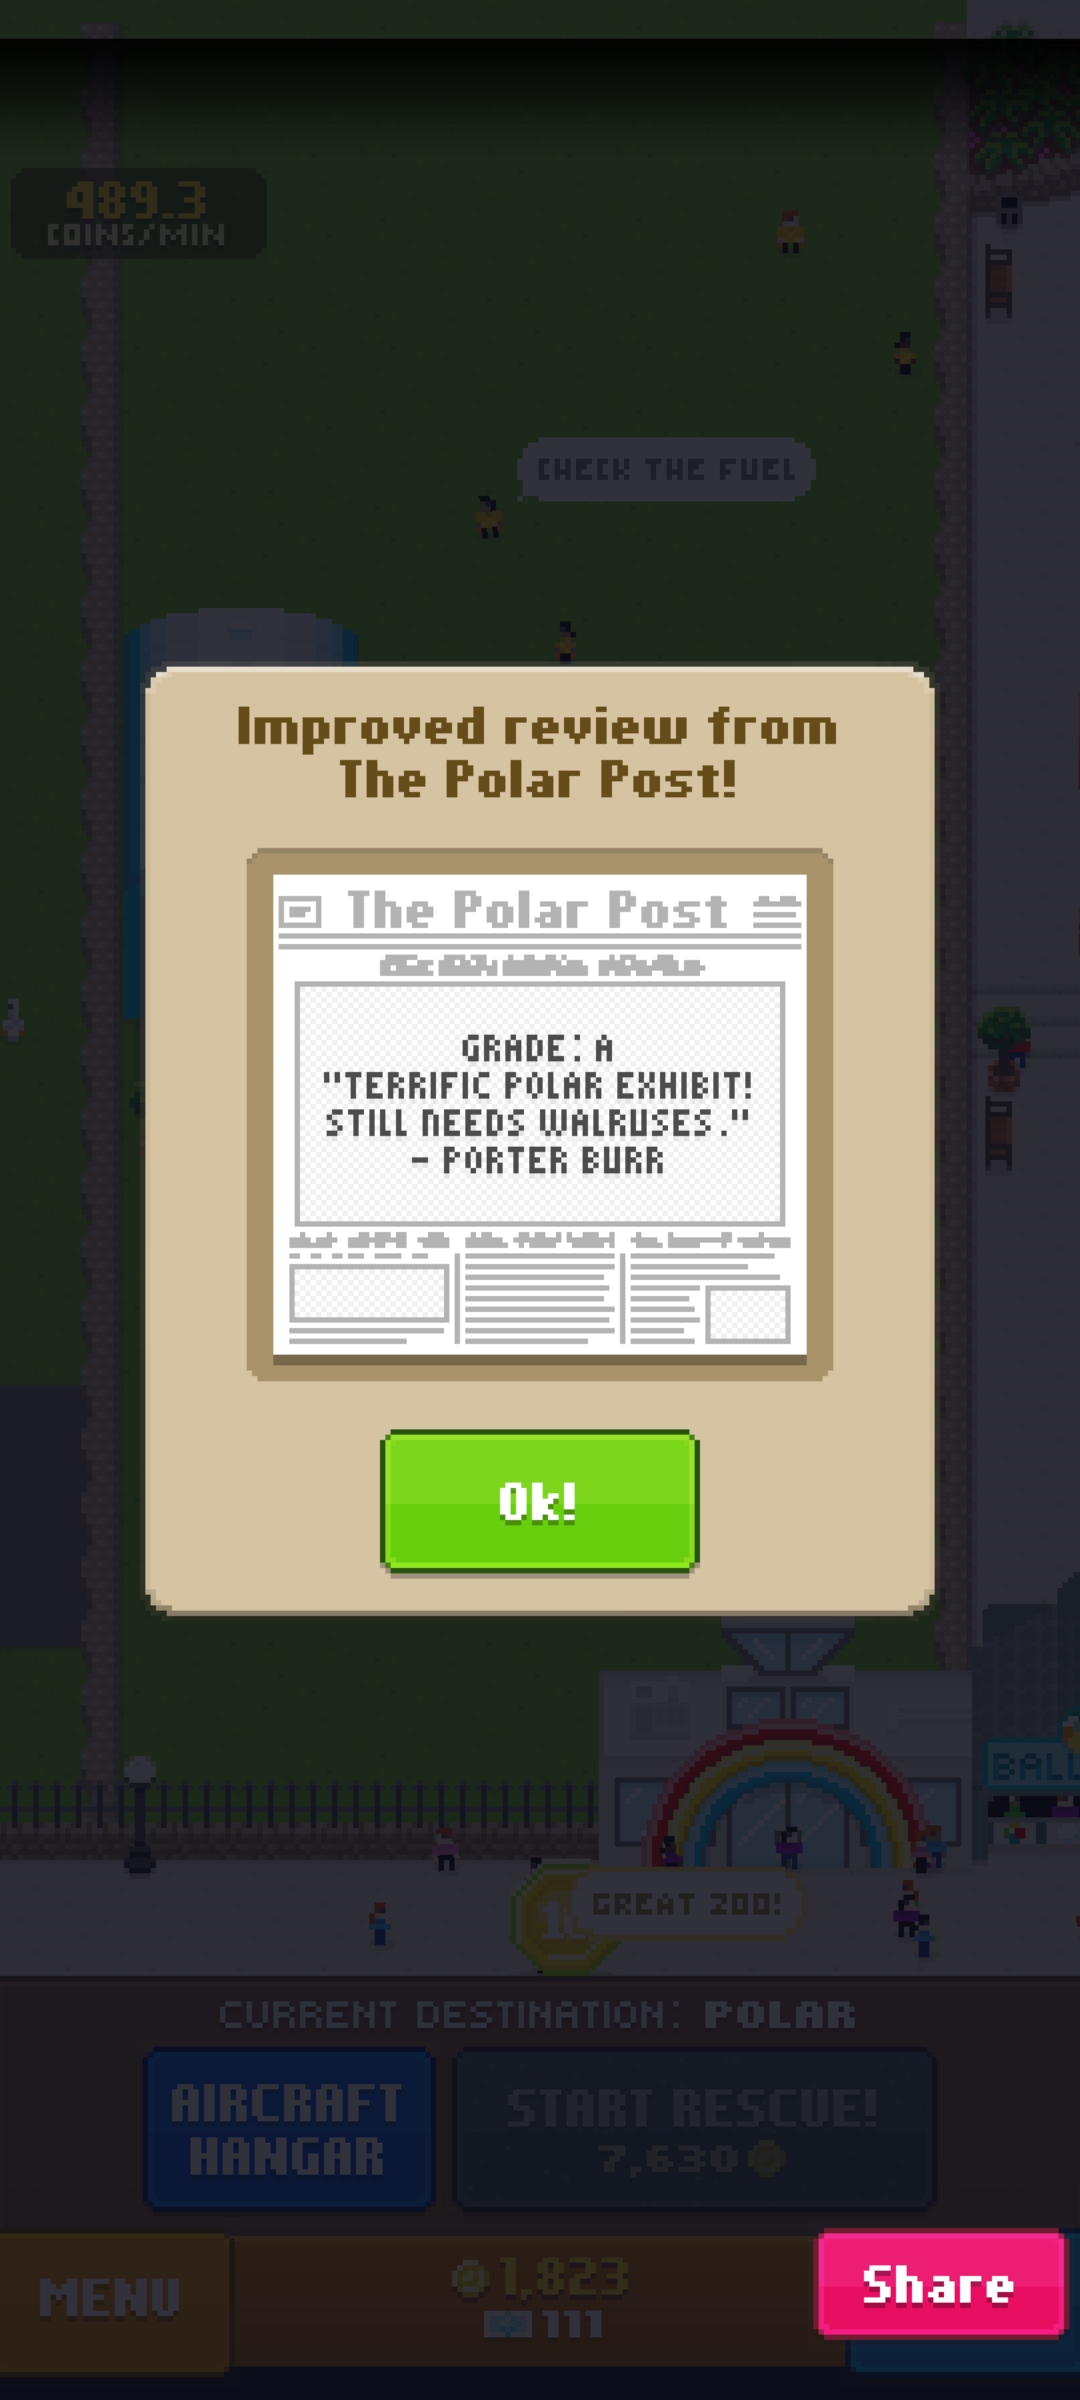 489.3
COINS/MIN
CHECK THE FUEL
Improved review from
The Polar Post!
The Polar Post
GRADE: A
"TERRIFIC POLAR EXHIBIT!
STILL NEEDS WALRUSES."
- PORTER BURR
Ok!
BALL
GREAT ZOO!
CURRENT DESTINATION: POLAR
AIRCRAFT
HANGAR
START RESCUE!
7,630
MENU
1,823
111
Share